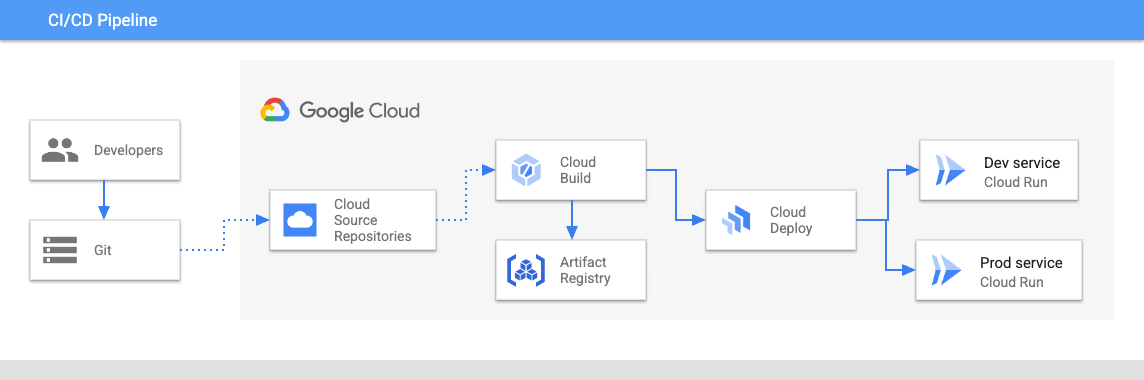 CI/CD Pipeline
Google Cloud
Developers
Git
Cloud
Source
Repositories
Cloud
Build
Artifact
Registry
Cloud
Deploy
Dev service
Cloud Run
Prod service
Cloud Run